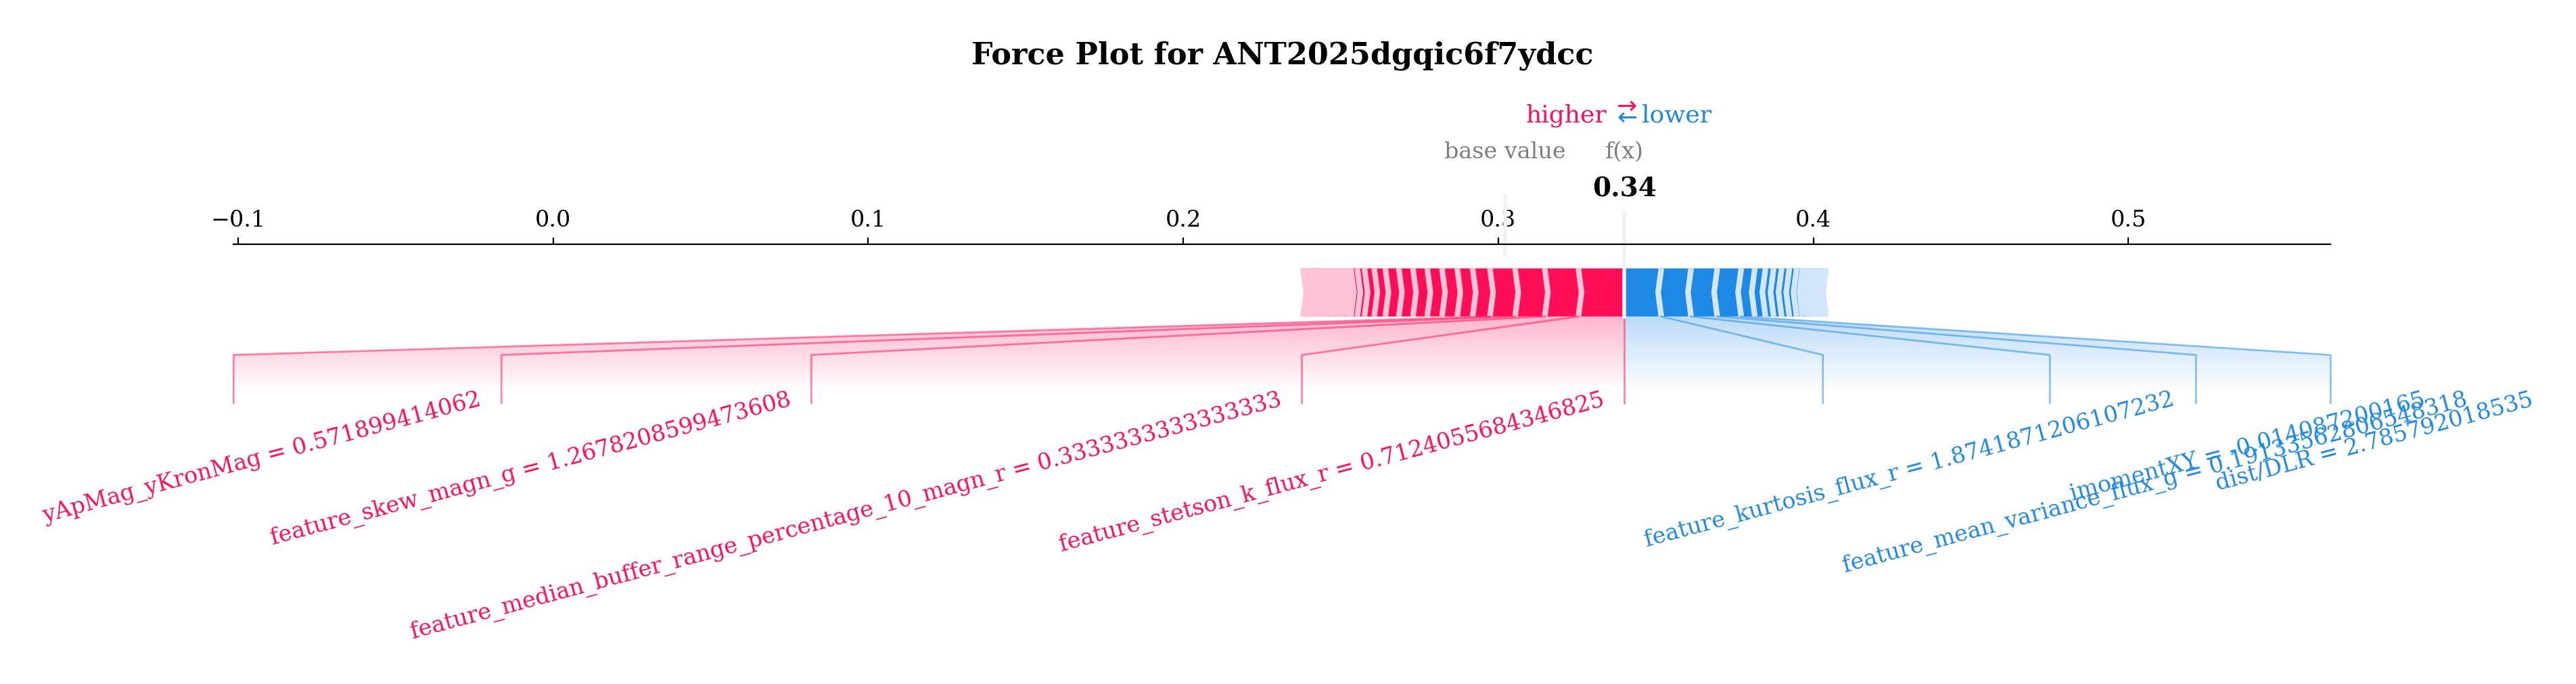 Force Plot for ANT2025dgqic6f7ydcc
higher ⇄ lower
base value f(x)
0.34
−0.1 0.0 0.1 0.2 0.3 0.4 0.5
yApMag_yKronMag = 0.571899414062
feature_skew_magn_g = 1.2678208599473608
feature_median_buffer_range_percentage_10_magn_r = 0.3333333333333333
feature_stetson_k_flux_r = 0.7124055684346825
feature_kurtosis_flux_r = 1.8741871206107232
feature_mean_variance_flux_g = 0.1913356280654​8318
imomentXY = -0.014087200165
dist/DLR = 2.785792018535